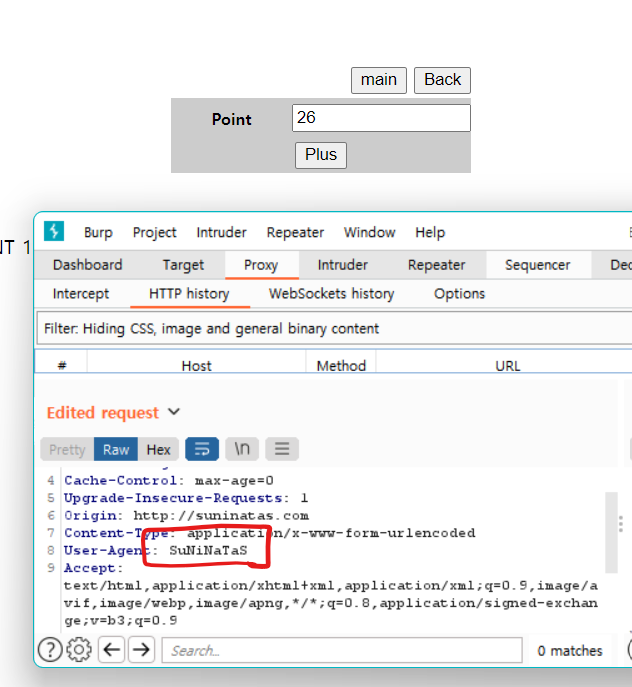 main Back
Point 26
Plus
NT 1
Burp Project Intruder Repeater Window Help
Dashboard Target Proxy Intruder Repeater Sequencer Dec
Intercept HTTP history WebSockets history Options
Filter: Hiding CSS, image and general binary content
# Host Method URL
Edited request
Pretty Raw Hex \n
4 Cache-Control: max-age=0
5 Upgrade-Insecure-Requests: 1
6 Origin: http://suninatas.com
7 Content-Type: application/x-www-form-urlencoded
8 User-Agent: SuNiNaTaS
9 Accept:
text/html,application/xhtml+xml,application/xml;q=0.9,image/a
vif,image/webp,image/apng,*/*;q=0.8,application/signed-exchan
ge;v=b3;q=0.9
Search... 0 matches